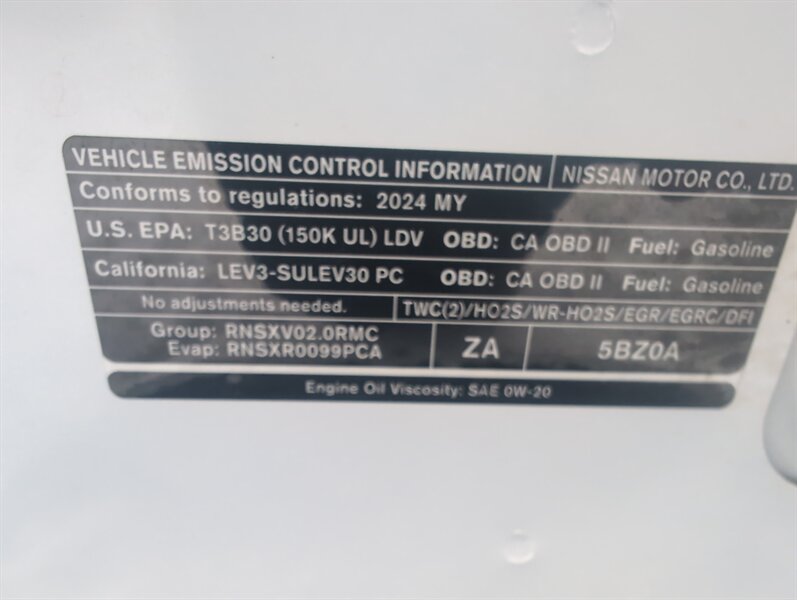 VEHICLE EMISSION CONTROL INFORMATION NISSAN MOTOR CO., LTD.
Conforms to regulations: 2024 MY
U.S. EPA: T3B30 (150K UL) LDV OBD: CA OBD II Fuel: Gasoline
California: LEV3-SULEV30 PC OBD: CA OBD II Fuel: Gasoline
No adjustments needed. TWC(2)/HO2S/WR-HO2S/EGR/EGRC/DFI
Group: RNSXV02.0RMC
Evap: RNSXR0099PCA
ZA
5BZ0A
Engine Oil Viscosity: SAE 0W-20